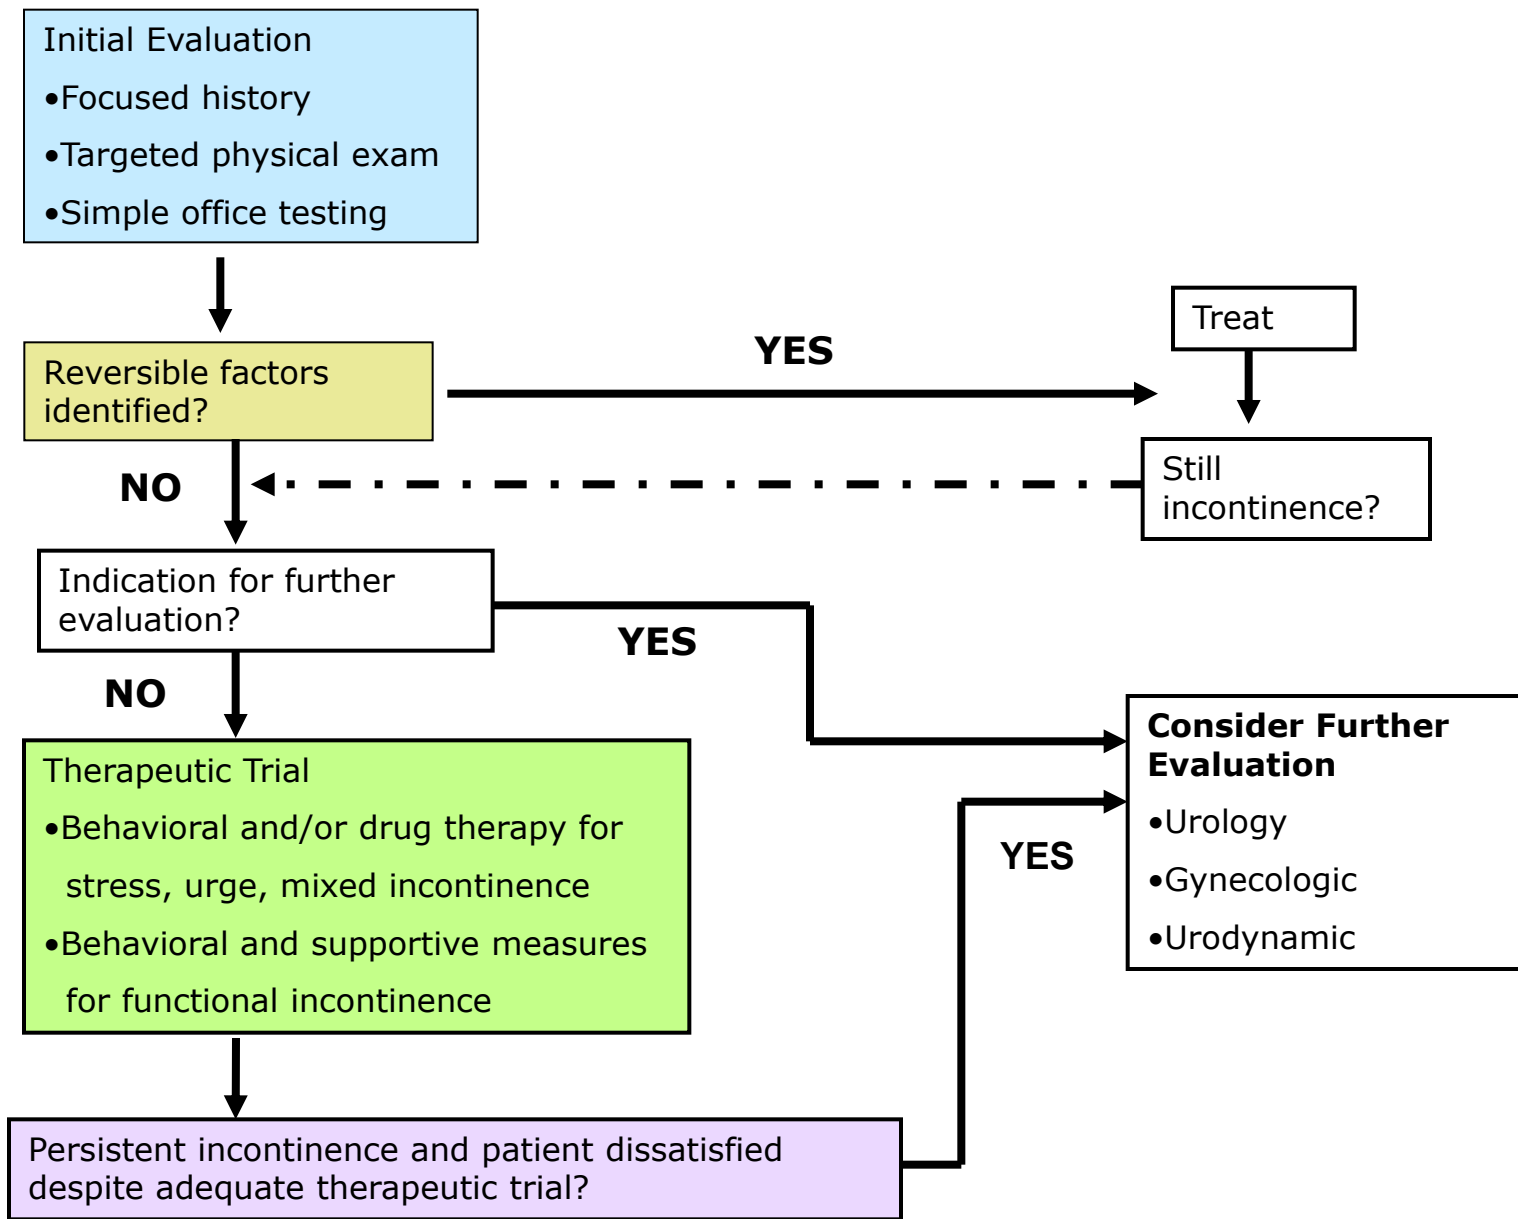 Initial Evaluation
•Focused history
•Targeted physical exam
•Simple office testing
Reversible factors
identified?
YES
Treat
Still
incontinence?
NO
Indication for further
evaluation?
YES
NO
Therapeutic Trial
•Behavioral and/or drug therapy for
stress, urge, mixed incontinence
•Behavioral and supportive measures
for functional incontinence
Consider Further
Evaluation
•Urology
•Gynecologic
•Urodynamic
YES
Persistent incontinence and patient dissatisfied
despite adequate therapeutic trial?